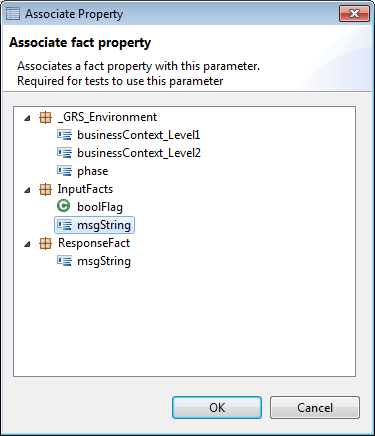 Associate Property
Associate fact property
Associates a fact property with this parameter.
Required for tests to use this parameter
_GRS_Environment
businessContext_Level1
businessContext_Level2
phase
InputFacts
boolFlag
msgString
ResponseFact
msgString
OK
Cancel